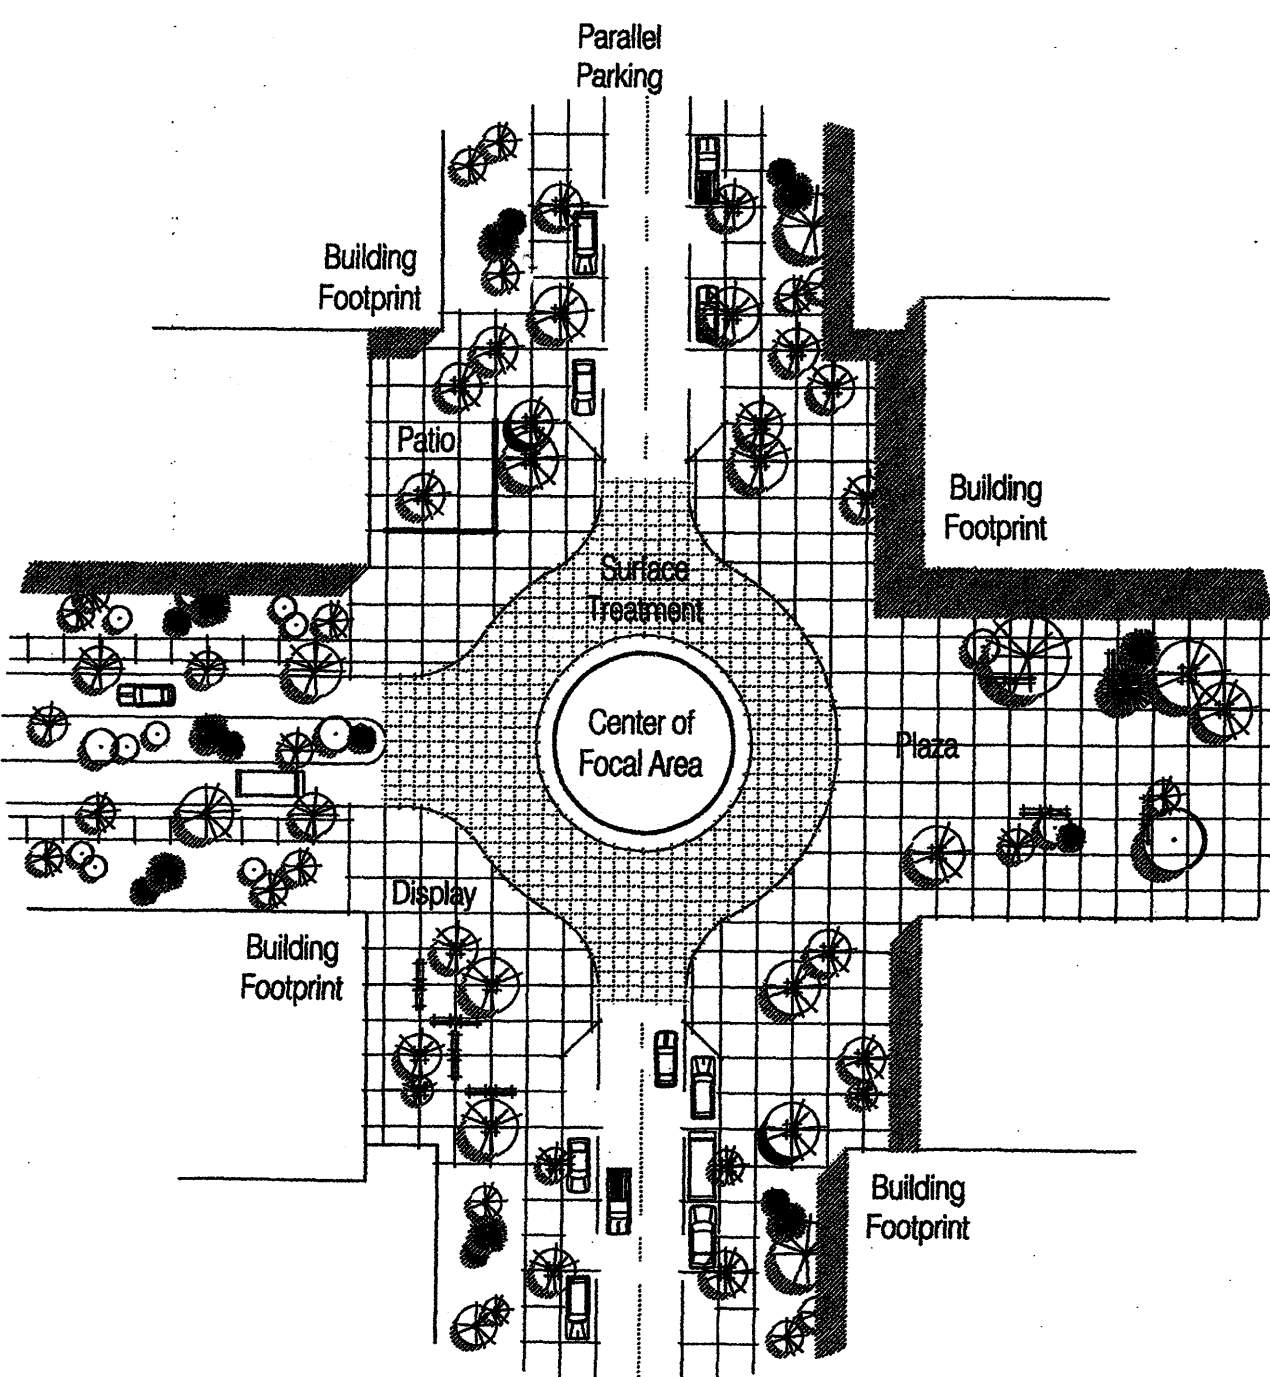 Parallel
Parking
Building
Footprint
Patio
Building
Footprint
Surface
Treatment
Center of
Focal Area
Plaza
Display
Building
Footprint
Building
Footprint